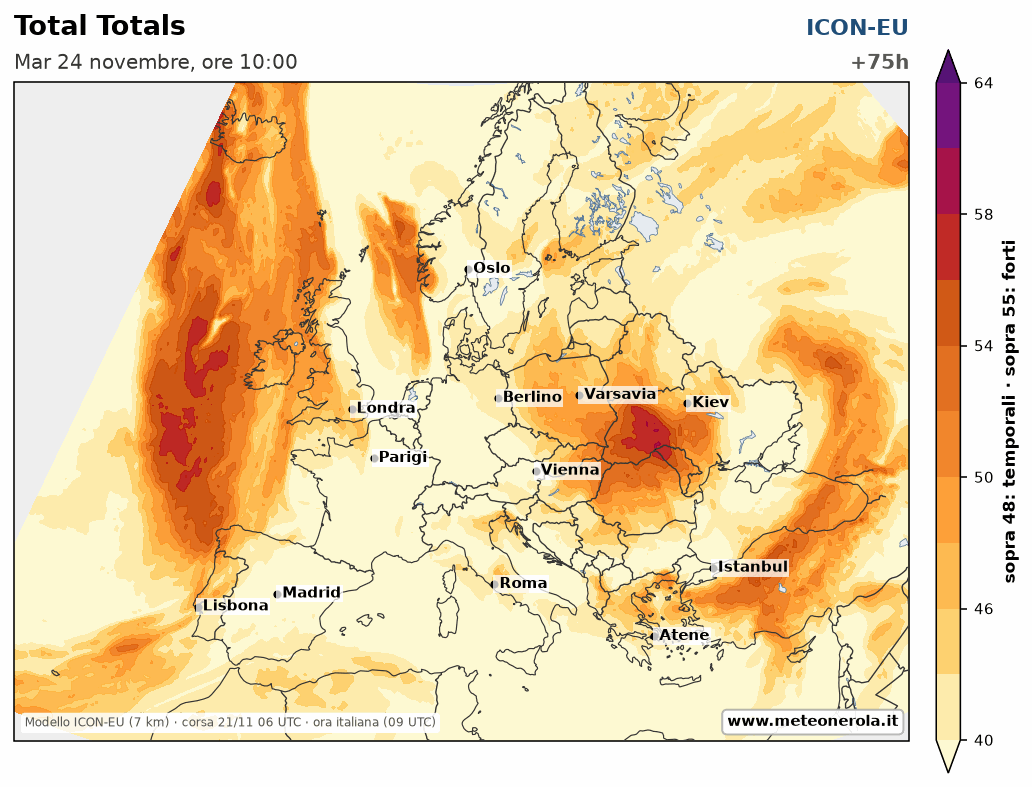 Total Totals
ICON-EU
Mar 24 novembre, ore 10:00
+75h
Oslo
Berlino
Varsavia
Kiev
Londra
Parigi
Vienna
Istanbul
Roma
Madrid
Lisbona
Atene
Modello ICON-EU (7 km) · corsa 21/11 06 UTC · ora italiana (09 UTC)
www.meteonerola.it
64
58
54
50
46
40
sopra 48: temporali · sopra 55: forti